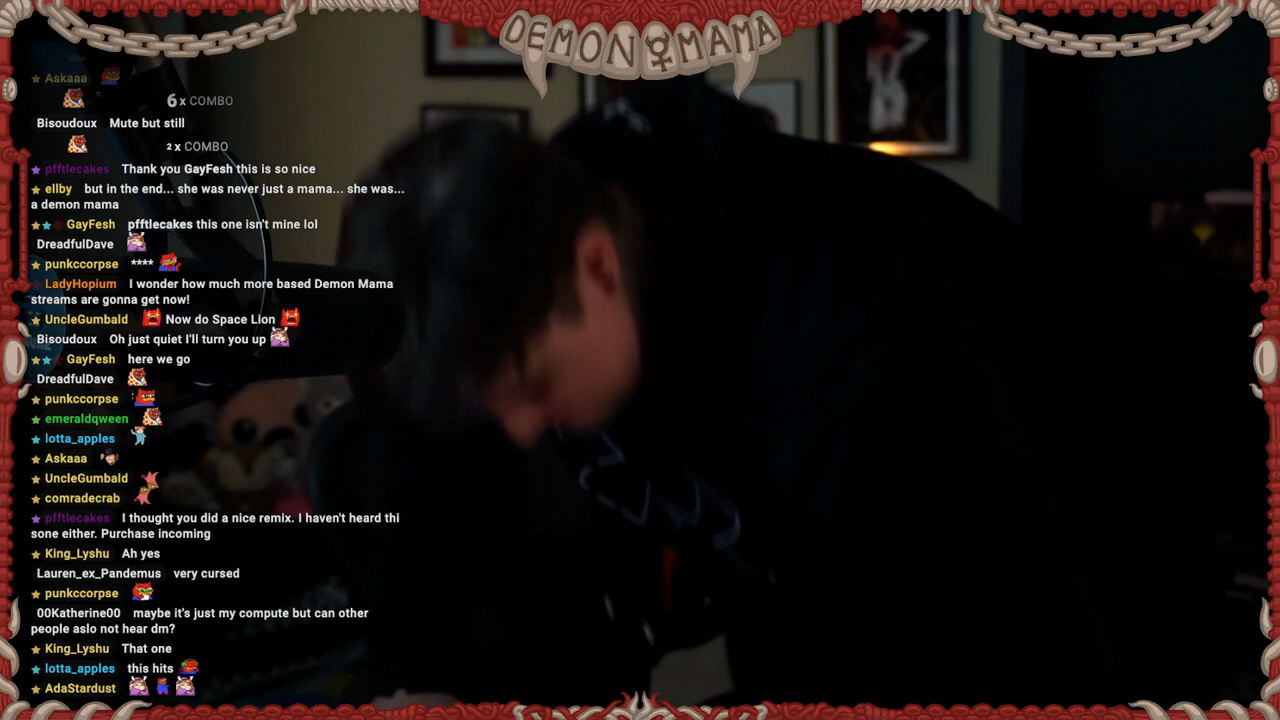 DEMON MAMA
Askaaa
6 x COMBO
Bisoudoux Mute but still
2 x COMBO
pfftlecakes Thank you GayFesh this is so nice
ellby but in the end... she was never just a mama... she was...
a demon mama
GayFesh pfftlecakes this one isn't mine lol
DreadfulDave
punkccorpse ****
LadyHopium I wonder how much more based Demon Mama
streams are gonna get now!
UncleGumbald Now do Space Lion
Bisoudoux Oh just quiet I'll turn you up
GayFesh here we go
DreadfulDave
punkccorpse
emeraldqween
lotta_apples
Askaaa
UncleGumbald
comradecrab
pfftlecakes I thought you did a nice remix. I haven't heard thi
sone either. Purchase incoming
King_Lyshu Ah yes
Lauren_ex_Pandemus very cursed
punkccorpse
00Katherine00 maybe it's just my compute but can other
people aslo not hear dm?
King_Lyshu That one
lotta_apples this hits
AdaStardust